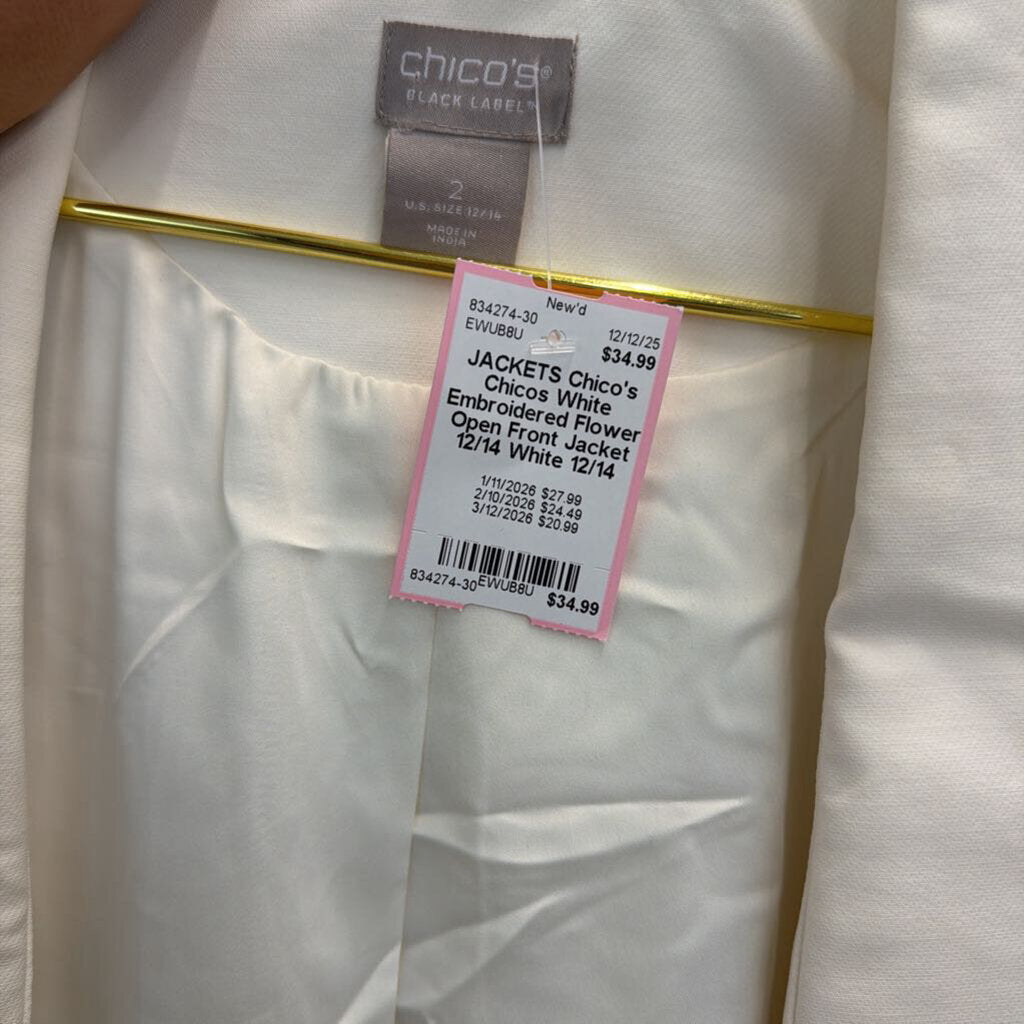 chico's®
BLACK LABEL™
2
U.S. SIZE 12/14
MADE IN
INDIA
New'd
834274-30
EWUB8U
12/12/25
$34.99
JACKETS Chico's
Chicos White
Embroidered Flower
Open Front Jacket
12/14 White 12/14
1/11/2026 $27.99
2/10/2026 $24.49
3/12/2026 $20.99
834274-30 EWUB8U $34.99